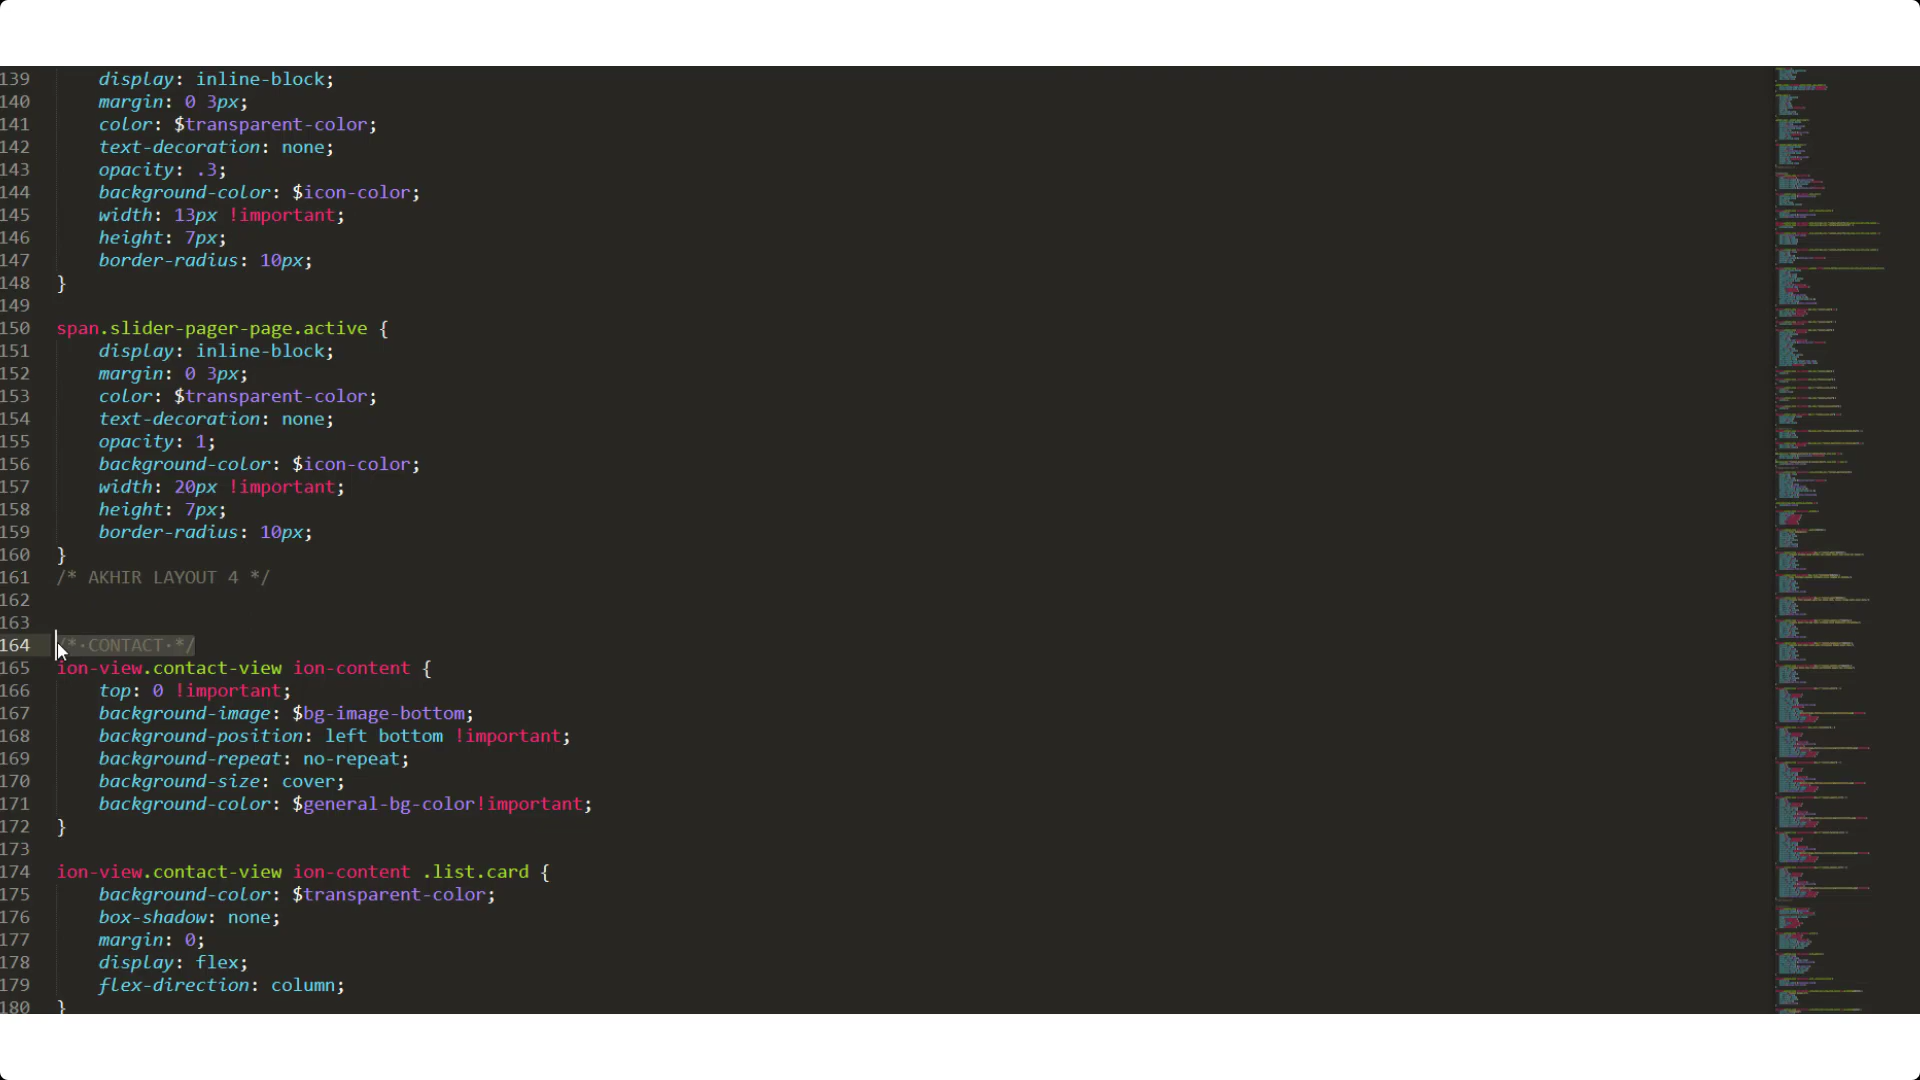 139 display: inline-block;
140 margin: 0 3px;
141 color: $transparent-color;
142 text-decoration: none;
143 opacity: .3;
144 background-color: $icon-color;
145 width: 13px !important;
146 height: 7px;
147 border-radius: 10px;
148 }
149
150 span.slider-pager-page.active {
151 display: inline-block;
152 margin: 0 3px;
153 color: $transparent-color;
154 text-decoration: none;
155 opacity: 1;
156 background-color: $icon-color;
157 width: 20px !important;
158 height: 7px;
159 border-radius: 10px;
160 }
161 /* AKHIR LAYOUT 4 */
162
163
164 /* CONTACT */
165 ion-view.contact-view ion-content {
166 top: 0 !important;
167 background-image: $bg-image-bottom;
168 background-position: left bottom !important;
169 background-repeat: no-repeat;
170 background-size: cover;
171 background-color: $general-bg-color!important;
172 }
173
174 ion-view.contact-view ion-content .list.card {
175 background-color: $transparent-color;
176 box-shadow: none;
177 margin: 0;
178 display: flex;
179 flex-direction: column;
180 }